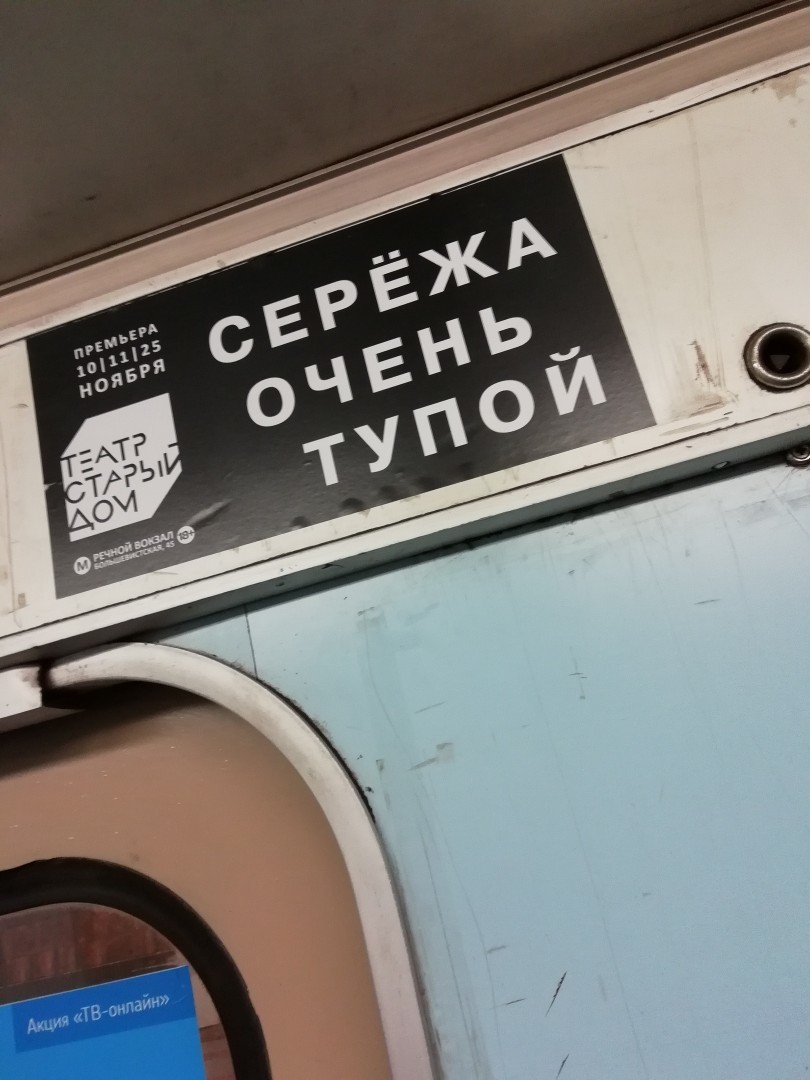 ПРЕМЬЕРА
10|11|25
НОЯБРЯ
ТЕАТР
СТАРЫЙ
ДОМ
М РЕЧНОЙ ВОКЗАЛ 18+
БОЛЬШЕВИСТСКАЯ, 45
СЕРЁЖА
ОЧЕНЬ
ТУПОЙ
Акция «ТВ-онлайн»